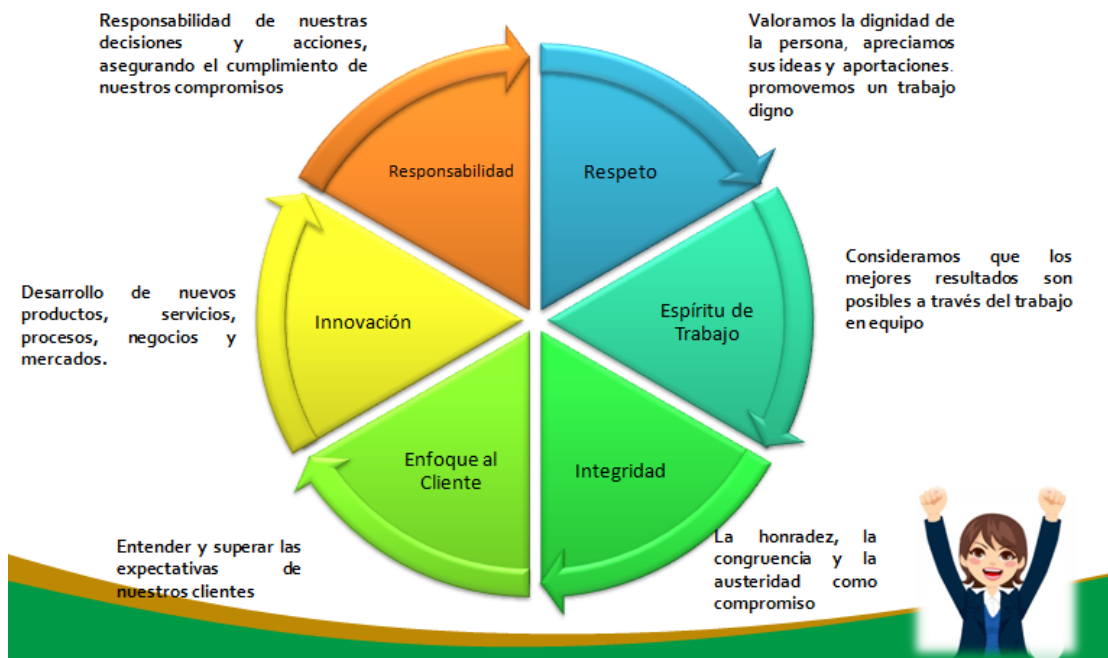 Responsabilidad de nuestras
decisiones y acciones,
asegurando el cumplimiento de
nuestros compromisos
Valoramos la dignidad de
la persona, apreciamos
sus ideas y aportaciones.
promovemos un trabajo
digno
Responsabilidad
Respeto
Consideramos que los
mejores resultados son
posibles a través del trabajo
en equipo
Espíritu de
Trabajo
Desarrollo de nuevos
productos, servicios,
procesos, negocios y
mercados.
Innovación
Enfoque al
Cliente
Integridad
Entender y superar las
expectativas de
nuestros clientes
La honradez, la
congruencia y la
austeridad como
compromiso